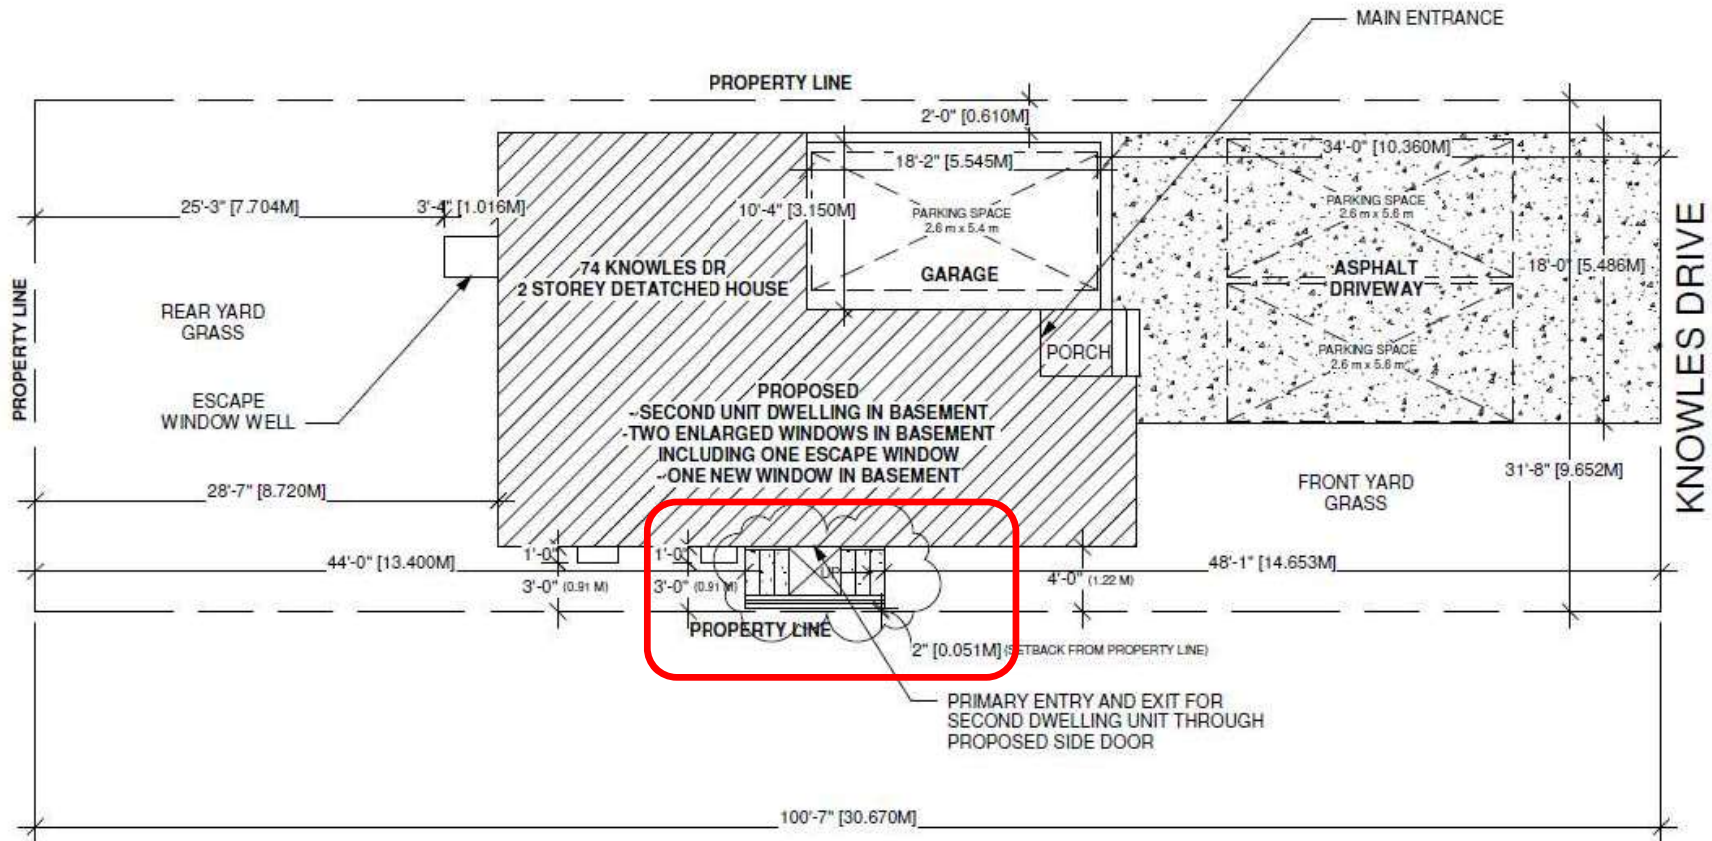 MAIN ENTRANCE
PROPERTY LINE
2'-0" [0.610M]
34'-0" [10.360M]
18'-2" [5.545M]
25'-3" [7.704M]
3'-4" [1.016M]
10'-4" [3.150M]
PARKING SPACE
2.6 m x 5.4 m
PARKING SPACE
2.6 m x 5.6 m
KNOWLES DRIVE
74 KNOWLES DR
2 STOREY DETATCHED HOUSE
GARAGE
ASPHALT
DRIVEWAY
18'-0" [5.486M]
PROPERTY LINE
REAR YARD
GRASS
PORCH
PARKING SPACE
2.6 m x 5.6 m
ESCAPE
WINDOW WELL
PROPOSED
-SECOND UNIT DWELLING IN BASEMENT
-TWO ENLARGED WINDOWS IN BASEMENT
INCLUDING ONE ESCAPE WINDOW
-ONE NEW WINDOW IN BASEMENT
31'-8" [9.652M]
28'-7" [8.720M]
FRONT YARD
GRASS
44'-0" [13.400M]
1'-0"
1'-0"
UP
48'-1" [14.653M]
3'-0" (0.91 M)
3'-0" (0.91 M)
4'-0" (1.22 M)
PROPERTY LINE
2" [0.051M] (SETBACK FROM PROPERTY LINE)
PRIMARY ENTRY AND EXIT FOR
SECOND DWELLING UNIT THROUGH
PROPOSED SIDE DOOR
100'-7" [30.670M]